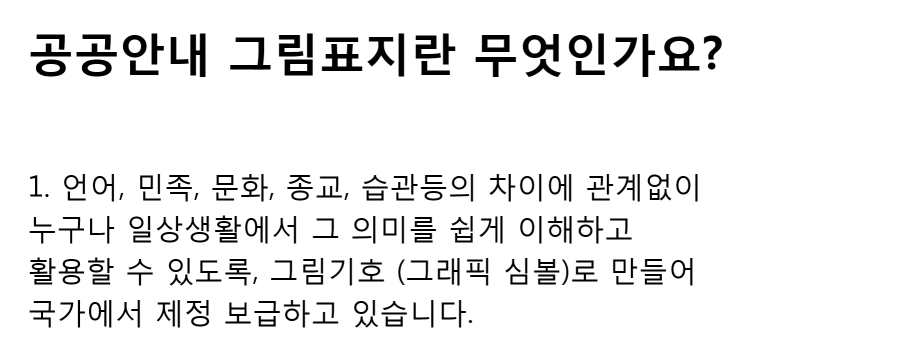 공공안내 그림표지란 무엇인가요?
1. 언어, 민족, 문화, 종교, 습관등의 차이에 관계없이
누구나 일상생활에서 그 의미를 쉽게 이해하고
활용할 수 있도록, 그림기호 (그래픽 심볼)로 만들어
국가에서 제정 보급하고 있습니다.